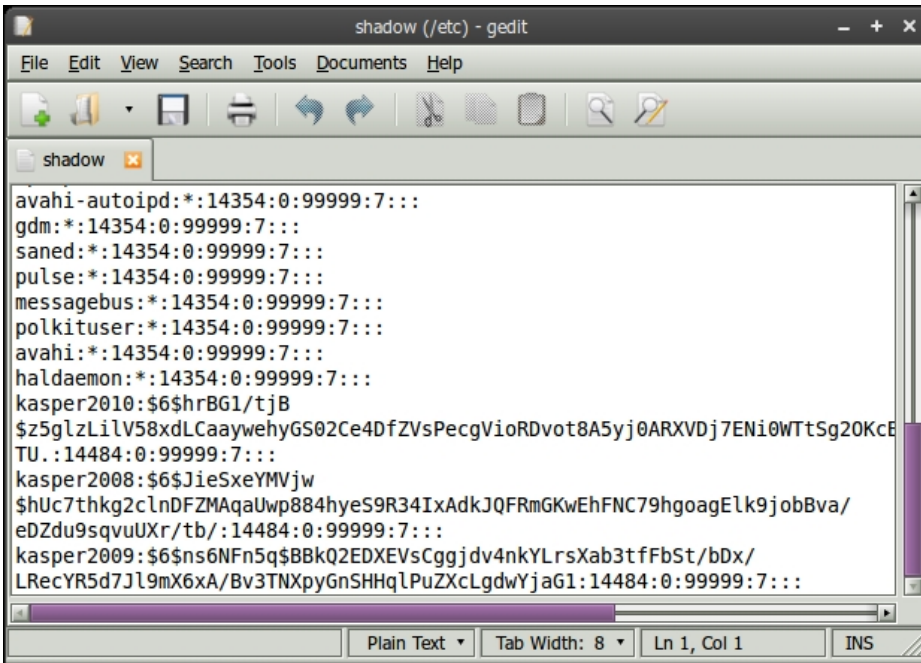 shadow (/etc) - gedit
File Edit View Search Tools Documents Help
shadow
avahi-autoipd:*:14354:0:99999:7:::
gdm:*:14354:0:99999:7:::
saned:*:14354:0:99999:7:::
pulse:*:14354:0:99999:7:::
messagebus:*:14354:0:99999:7:::
polkituser:*:14354:0:99999:7:::
avahi:*:14354:0:99999:7:::
haldaemon:*:14354:0:99999:7:::
kasper2010:$6$hrBG1/tjB
$z5glzLilV58xdLCaaywehyGS02Ce4DfZVsPecgVioRDvot8A5yj0ARXVDj7ENi0WTtSg2OKcE
TU.:14484:0:99999:7:::
kasper2008:$6$JieSxeYMVjw
$hUc7thkg2clnDFZMAqaUwp884hyeS9R34IxAdkJQFRmGKwEhFNC79hgoagElk9jobBva/
eDZdu9sqvuUXr/tb/:14484:0:99999:7:::
kasper2009:$6$ns6NFn5q$BBkQ2EDXEVsCggjdv4nkYLrsXab3tfFbSt/bDx/
LRecYR5d7Jl9mX6xA/Bv3TNXpyGnSHHqlPuZXcLgdwYjaG1:14484:0:99999:7:::
Plain Text Tab Width: 8 Ln 1, Col 1 INS